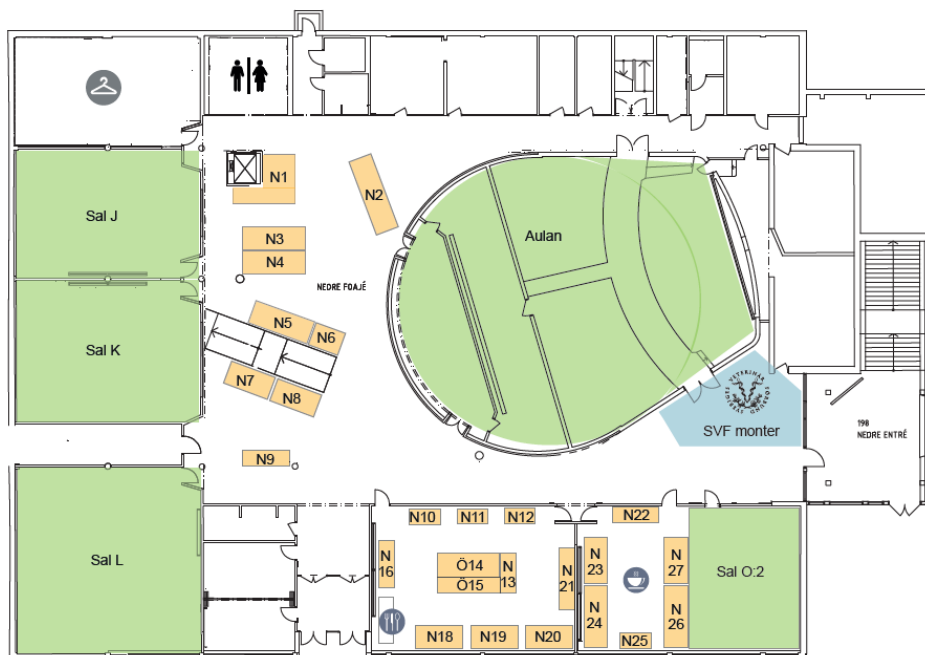 Sal J
N1
N2
Aulan
N3
N4
NEDRE FOAJÉ
N5
N6
Sal K
N7
N8
VETERINÄR
SVF monter
198
NEDRE ENTRÉ
N9
Sal L
N10
N11
N12
N22
N
16
Ö14
Ö15
N
13
N
21
N
23
N
27
Sal O:2
N
24
N
26
N18
N19
N20
N25